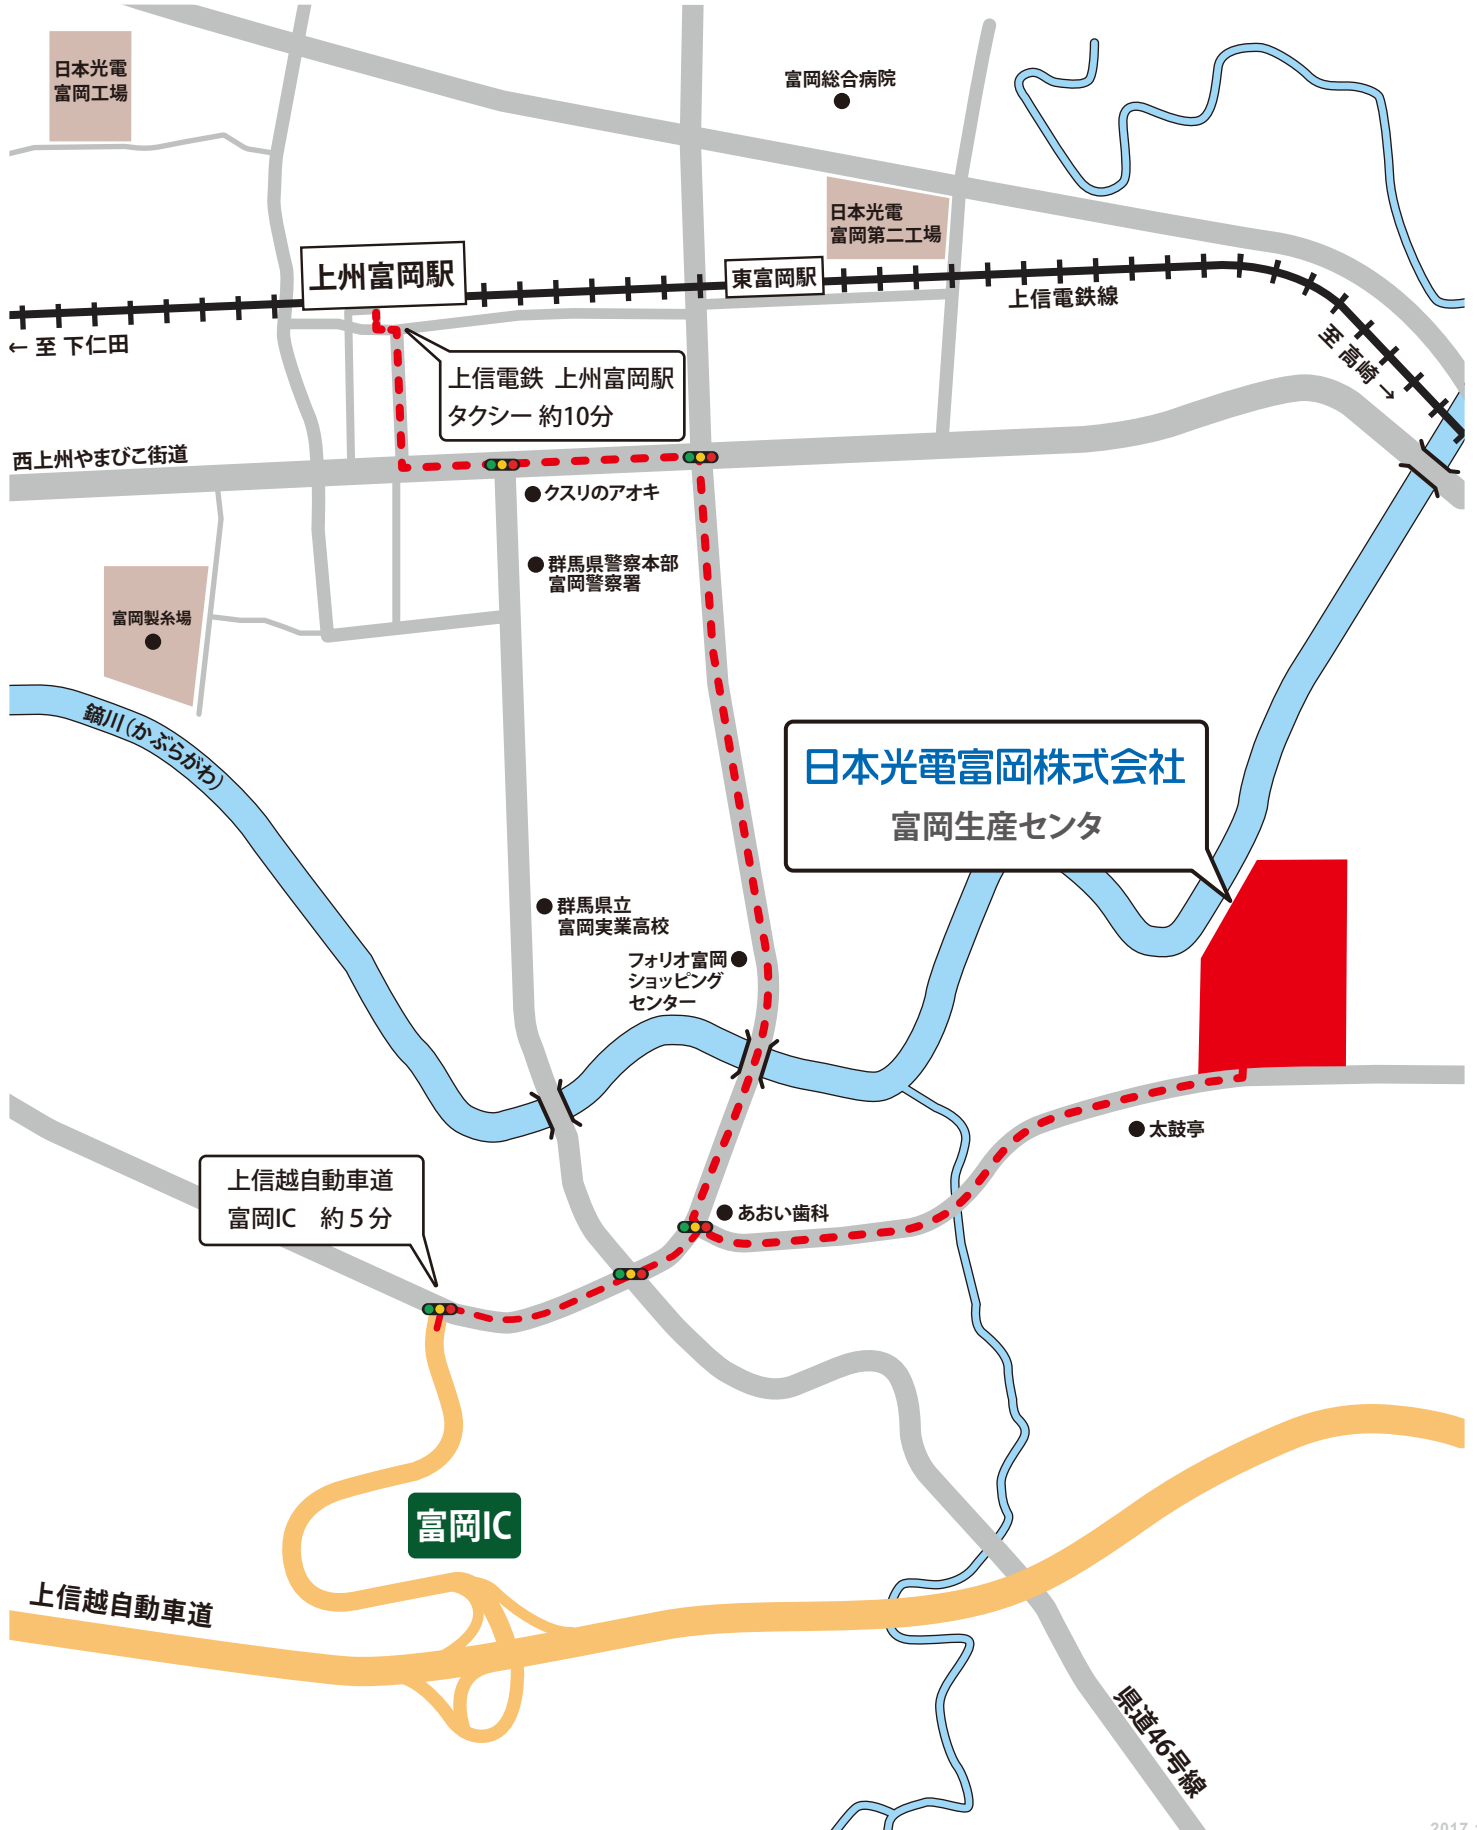 日本光電
富岡工場
富岡総合病院
日本光電
富岡第二工場
上州富岡駅
東富岡駅
上信電鉄線
← 至 下仁田
至 高崎 →
上信電鉄 上州富岡駅
タクシー 約10分
西上州やまびこ街道
クスリのアオキ
群馬県警察本部
富岡警察署
富岡製糸場
鏑川(かぶらがわ)
日本光電富岡株式会社
富岡生産センタ
群馬県立
富岡実業高校
フォリオ富岡
ショッピング
センター
太鼓亭
上信越自動車道
富岡IC 約5分
あおい歯科
富岡IC
上信越自動車道
県道46号線
2017